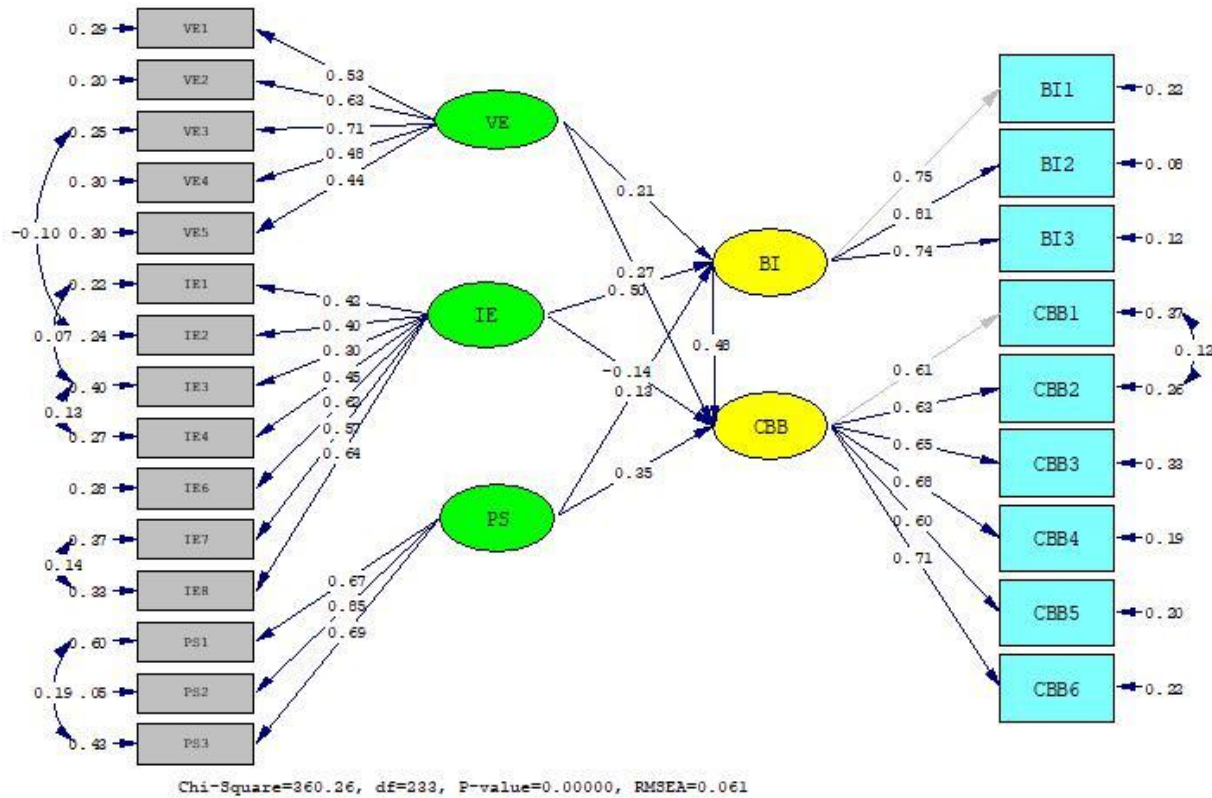 0.29 VE1
0.20 VE2
0.25 VE3
0.30 VE4
-0.10 0.30 VE5
0.22 IE1
0.07 .24 IE2
0.40 IE3
0.13
0.27 IE4
0.28 IE6
0.37 IE7
0.14
0.33 IE8
0.60 PS1
0.19 .05 PS2
0.43 PS3
0.53
0.63
0.71
0.48
0.44
VE
0.42
0.40
0.30
0.45
0.62
0.57
0.64
IE
0.67
0.85
0.69
PS
0.21
0.27
0.50
-0.14
0.13
0.35
0.48
BI
CBB
0.75
0.81
0.74
0.61
0.63
0.65
0.68
0.60
0.71
BI1 0.22
BI2 0.08
BI3 0.12
CBB1 0.37
0.12
CBB2 0.26
CBB3 0.33
CBB4 0.19
CBB5 0.20
CBB6 0.22
Chi-Square=360.26, df=233, P-value=0.00000, RMSEA=0.061